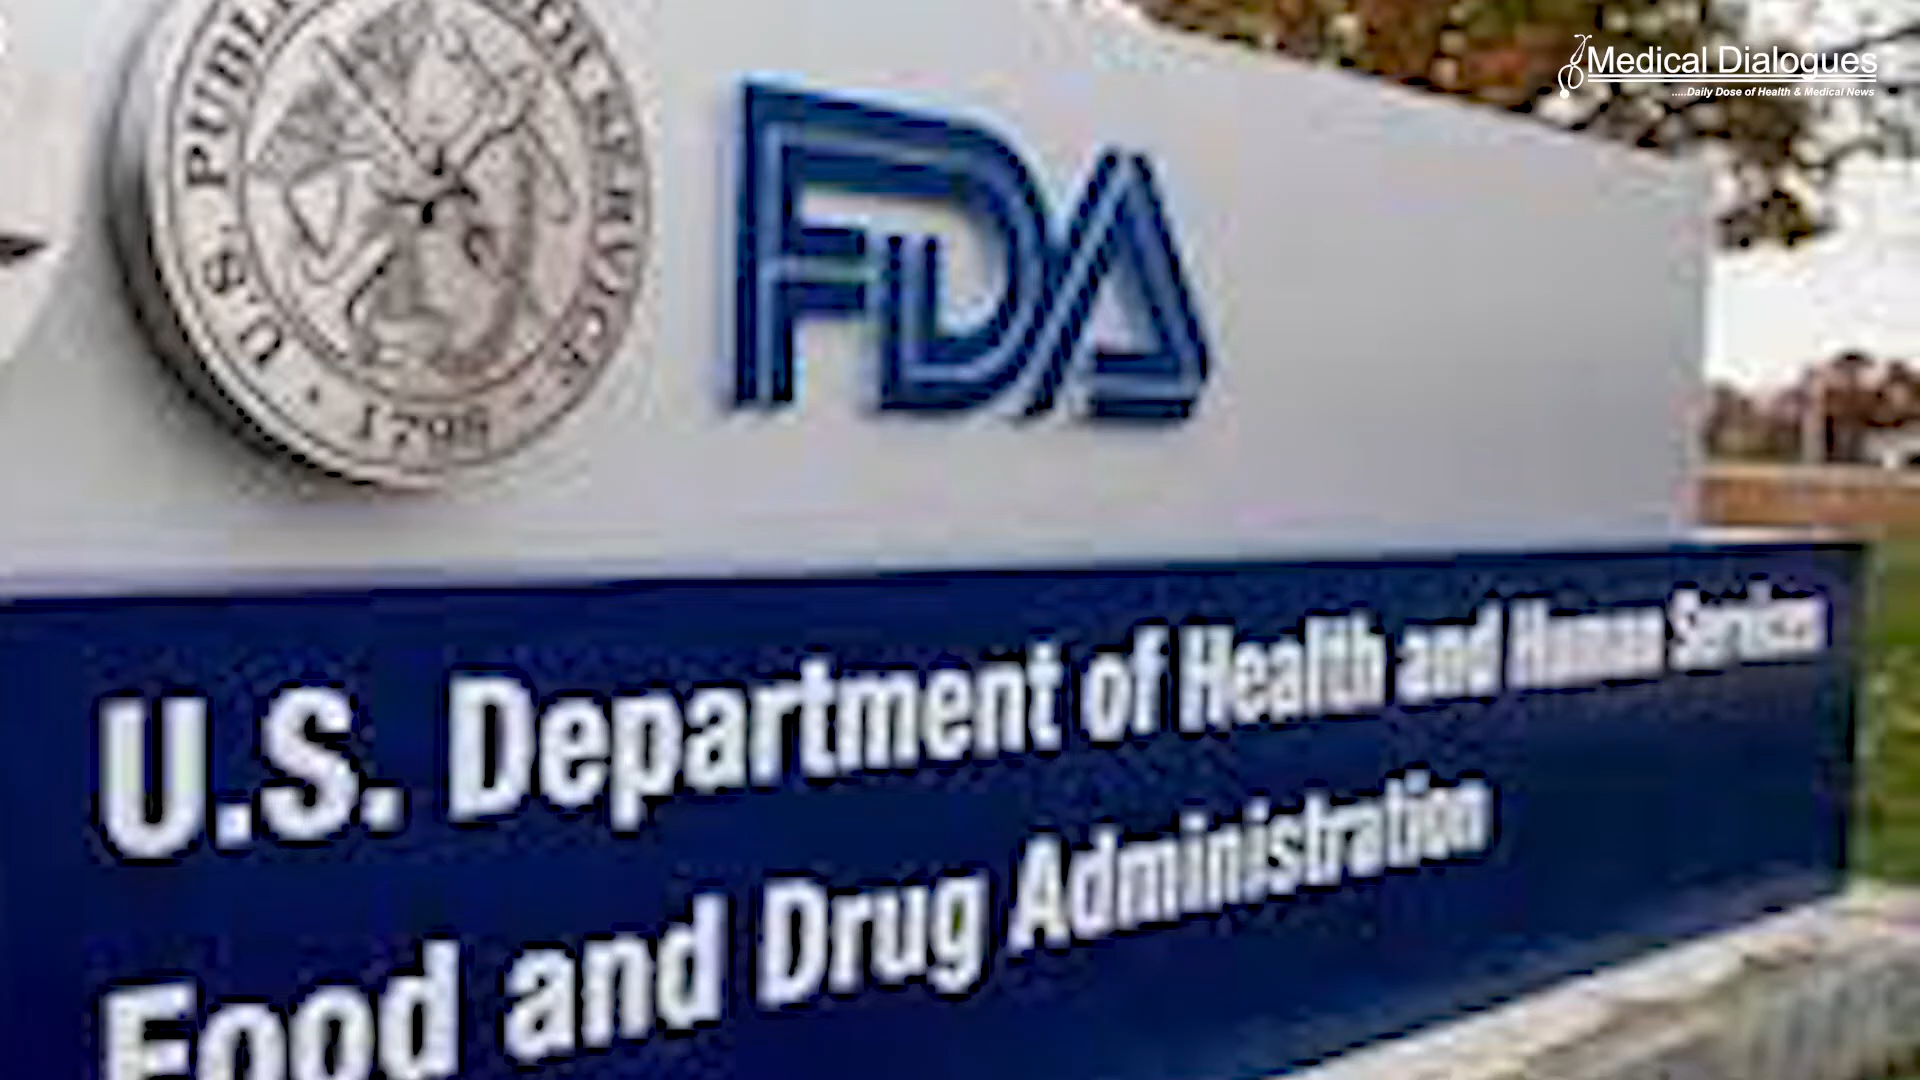 U.S. PUBLIC HEALTH SERVICE
• 1798 •
FDA
Medical Dialogues
.....Daily Dose of Health & Medical News
U.S. Department of Health and Human Services
Food and Drug Administration